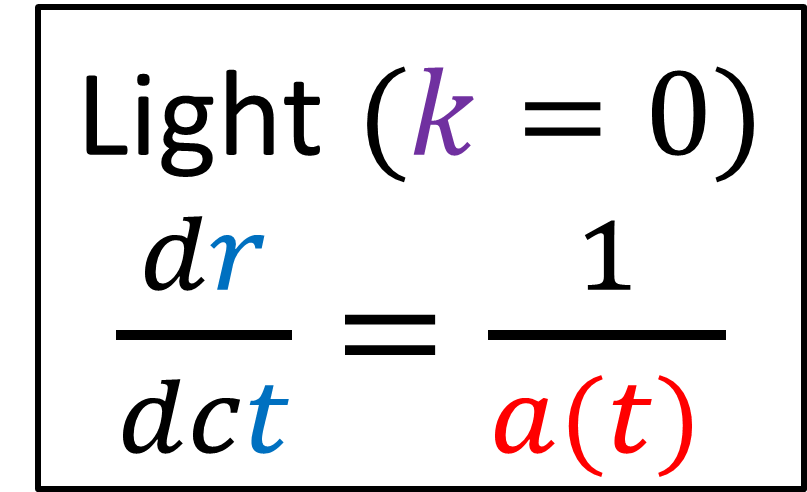 Light (k = 0)
dr/dct = 1/a(t)